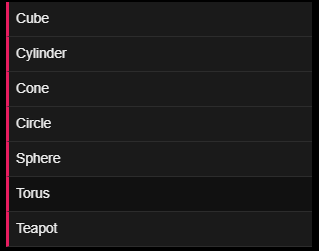 Cube
Cylinder
Cone
Circle
Sphere
Torus
Teapot